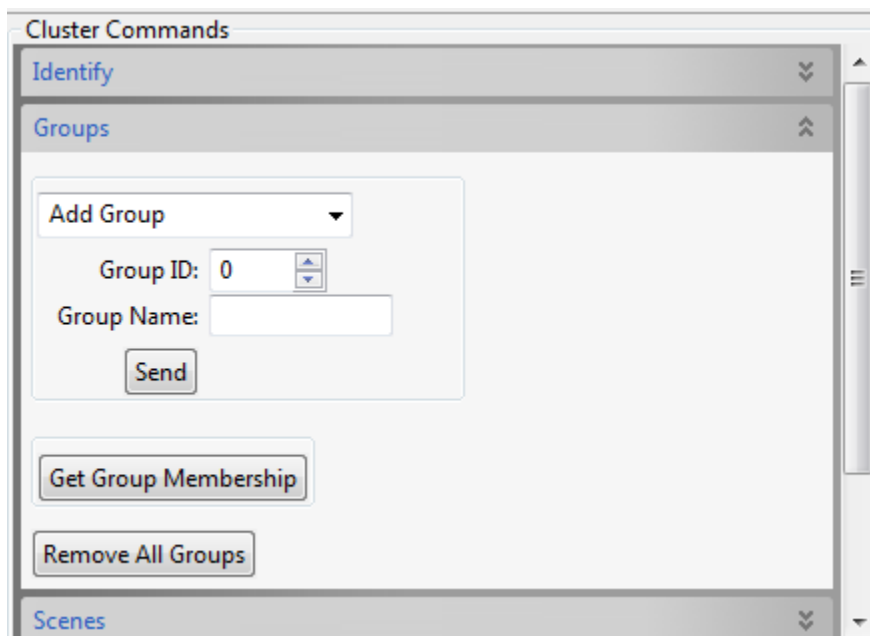 Cluster Commands
Identify
Groups
Add Group
Group ID: 0
Group Name:
Send
Get Group Membership
Remove All Groups
Scenes